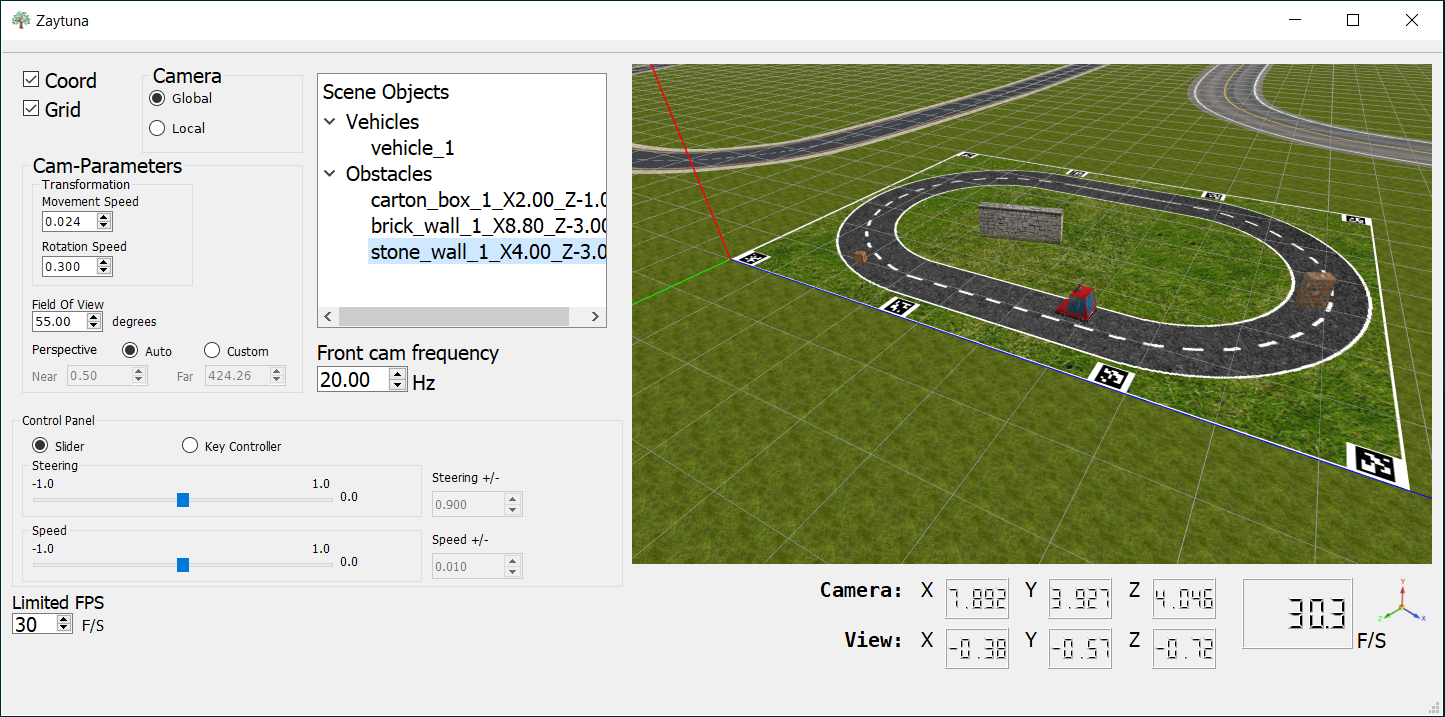 Zaytuna
Coord
Grid
Camera
Global
Local
Cam-Parameters
Transformation
Movement Speed
0.024
Rotation Speed
0.300
Field Of View
55.00 degrees
Perspective Auto Custom
Near 0.50 Far 424.26
Scene Objects
Vehicles
vehicle_1
Obstacles
carton_box_1_X2.00_Z-1.0
brick_wall_1_X8.80_Z-3.00
stone_wall_1_X4.00_Z-3.0
Front cam frequency
20.00 Hz
Control Panel
Slider Key Controller
Steering
-1.0 1.0
0.0
Steering +/-
0.900
Speed
-1.0 1.0
0.0
Speed +/-
0.010
Limited FPS
30 F/S
Camera: X 7.892 Y 3.927 Z 4.046
View: X -0.38 Y -0.57 Z -0.72
30.3 F/S
Y
Z X